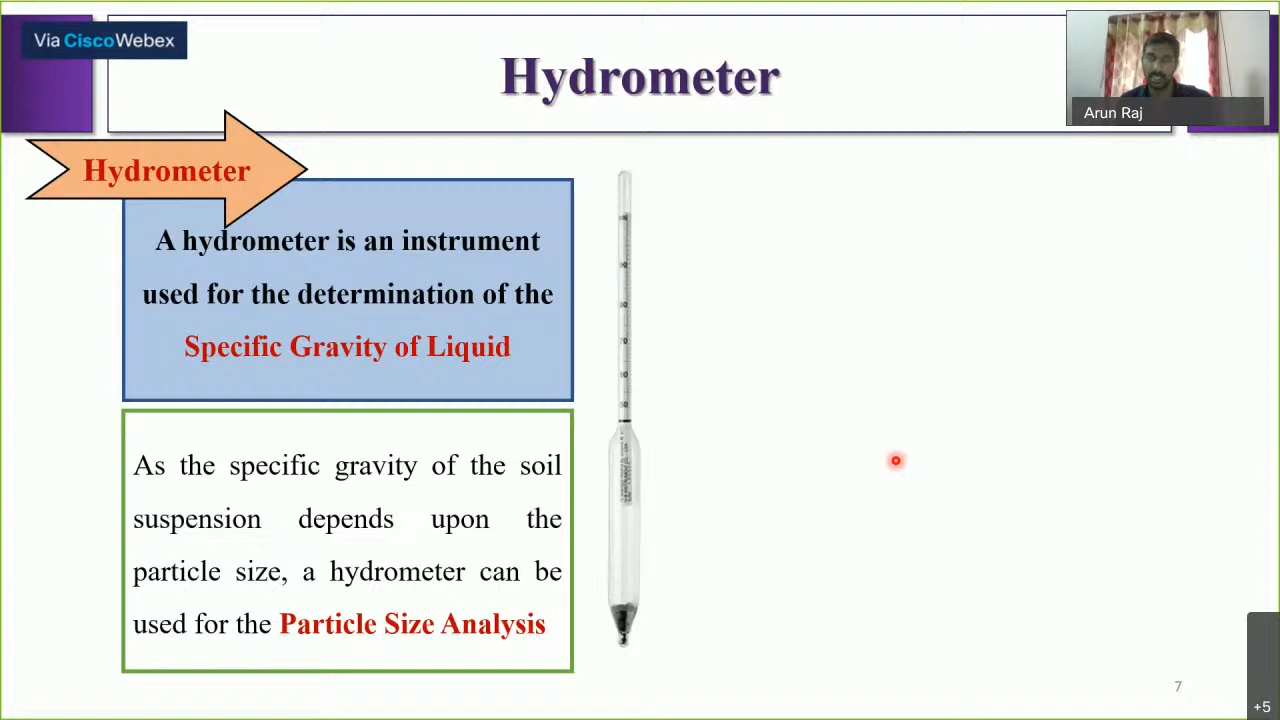 Via CiscoWebex
Hydrometer
Arun Raj
Hydrometer
A hydrometer is an instrument
used for the determination of the
Specific Gravity of Liquid
As the specific gravity of the soil
suspension depends upon the
particle size, a hydrometer can be
used for the Particle Size Analysis
7
+5